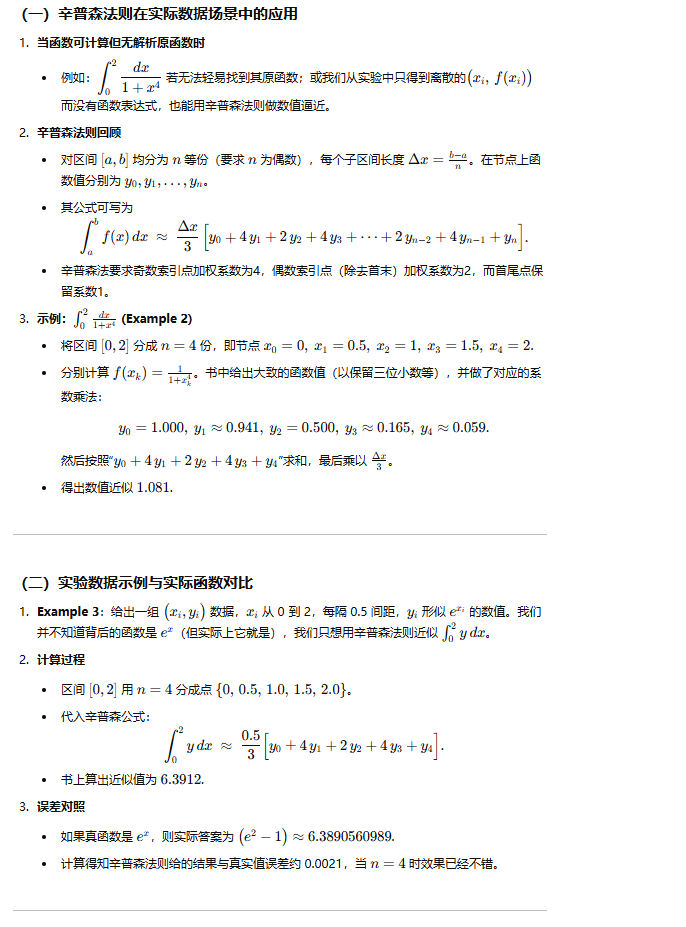 （一）辛普森法则在实际数据场景中的应用
1. 当函数可计算但无解析原函数时
• 例如：∫₀² dx/(1+x⁴) 若无法轻易找到其原函数；或我们从实验中只得到离散的(xᵢ, f(xᵢ))
而没有函数表达式，也能用辛普森法则做数值逼近。
2. 辛普森法则回顾
• 对区间 [a, b] 均分为 n 等份（要求 n 为偶数），每个子区间长度 Δx = (b−a)/n。在节点上函
数值分别为 y₀, y₁, . . . , yₙ。
• 其公式可写为
∫ₐᵇ f(x) dx ≈ Δx/3 [y₀ + 4 y₁ + 2 y₂ + 4 y₃ + ⋯ + 2 yₙ₋₂ + 4 yₙ₋₁ + yₙ].
• 辛普森法要求奇数索引点加权系数为4，偶数索引点（除去首末）加权系数为2，而首尾点保
留系数1。
3. 示例：∫₀² dx/(1+x⁴) (Example 2)
• 将区间 [0, 2] 分成 n = 4 份，即节点 x₀ = 0, x₁ = 0.5, x₂ = 1, x₃ = 1.5, x₄ = 2.
• 分别计算 f(xₖ) = 1/(1+xₖ⁴)。书中给出大致的函数值（以保留三位小数等），并做了对应的系
数乘法：
y₀ = 1.000, y₁ ≈ 0.941, y₂ = 0.500, y₃ ≈ 0.165, y₄ ≈ 0.059.
然后按照“y₀ + 4 y₁ + 2 y₂ + 4 y₃ + y₄”求和，最后乘以 Δx/3。
• 得出数值近似 1.081.
（二）实验数据示例与实际函数对比
1. Example 3：给出一组 (xᵢ, yᵢ) 数据，xᵢ 从 0 到 2，每隔 0.5 间距，yᵢ 形似 e^(xᵢ) 的数值。我们
并不知道背后的函数是 eˣ（但实际上它就是），我们只想用辛普森法则近似 ∫₀² y dx。
2. 计算过程
• 区间 [0, 2] 用 n = 4 分成点 {0, 0.5, 1.0, 1.5, 2.0}。
• 代入辛普森公式：
∫₀² y dx ≈ 0.5/3 [y₀ + 4 y₁ + 2 y₂ + 4 y₃ + y₄].
• 书上算出近似值为 6.3912.
3. 误差对照
• 如果真函数是 eˣ，则实际答案为 (e² − 1) ≈ 6.3890560989.
• 计算得知辛普森法则给的结果与真实值误差约 0.0021，当 n = 4 时效果已经不错。